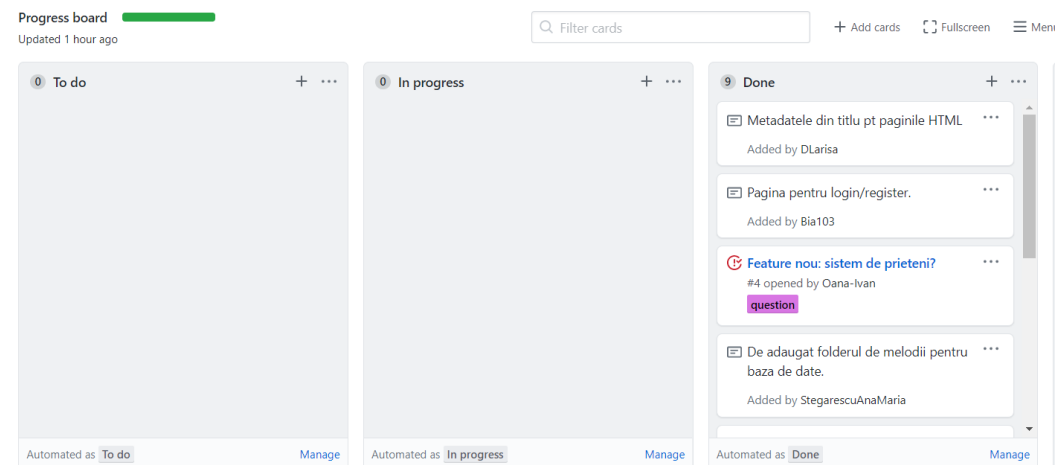 Progress board
Updated 1 hour ago
Filter cards
Add cards
Fullscreen
Menu
0 To do
0 In progress
9 Done
Metadatele din titlu pt paginile HTML
Added by DLarisa
Pagina pentru login/register.
Added by Bia103
Feature nou: sistem de prieteni?
#4 opened by Oana-Ivan
question
De adaugat folderul de melodii pentru
baza de date.
Added by StegarescuAnaMaria
Automated as To do Manage
Automated as In progress Manage
Automated as Done Manage